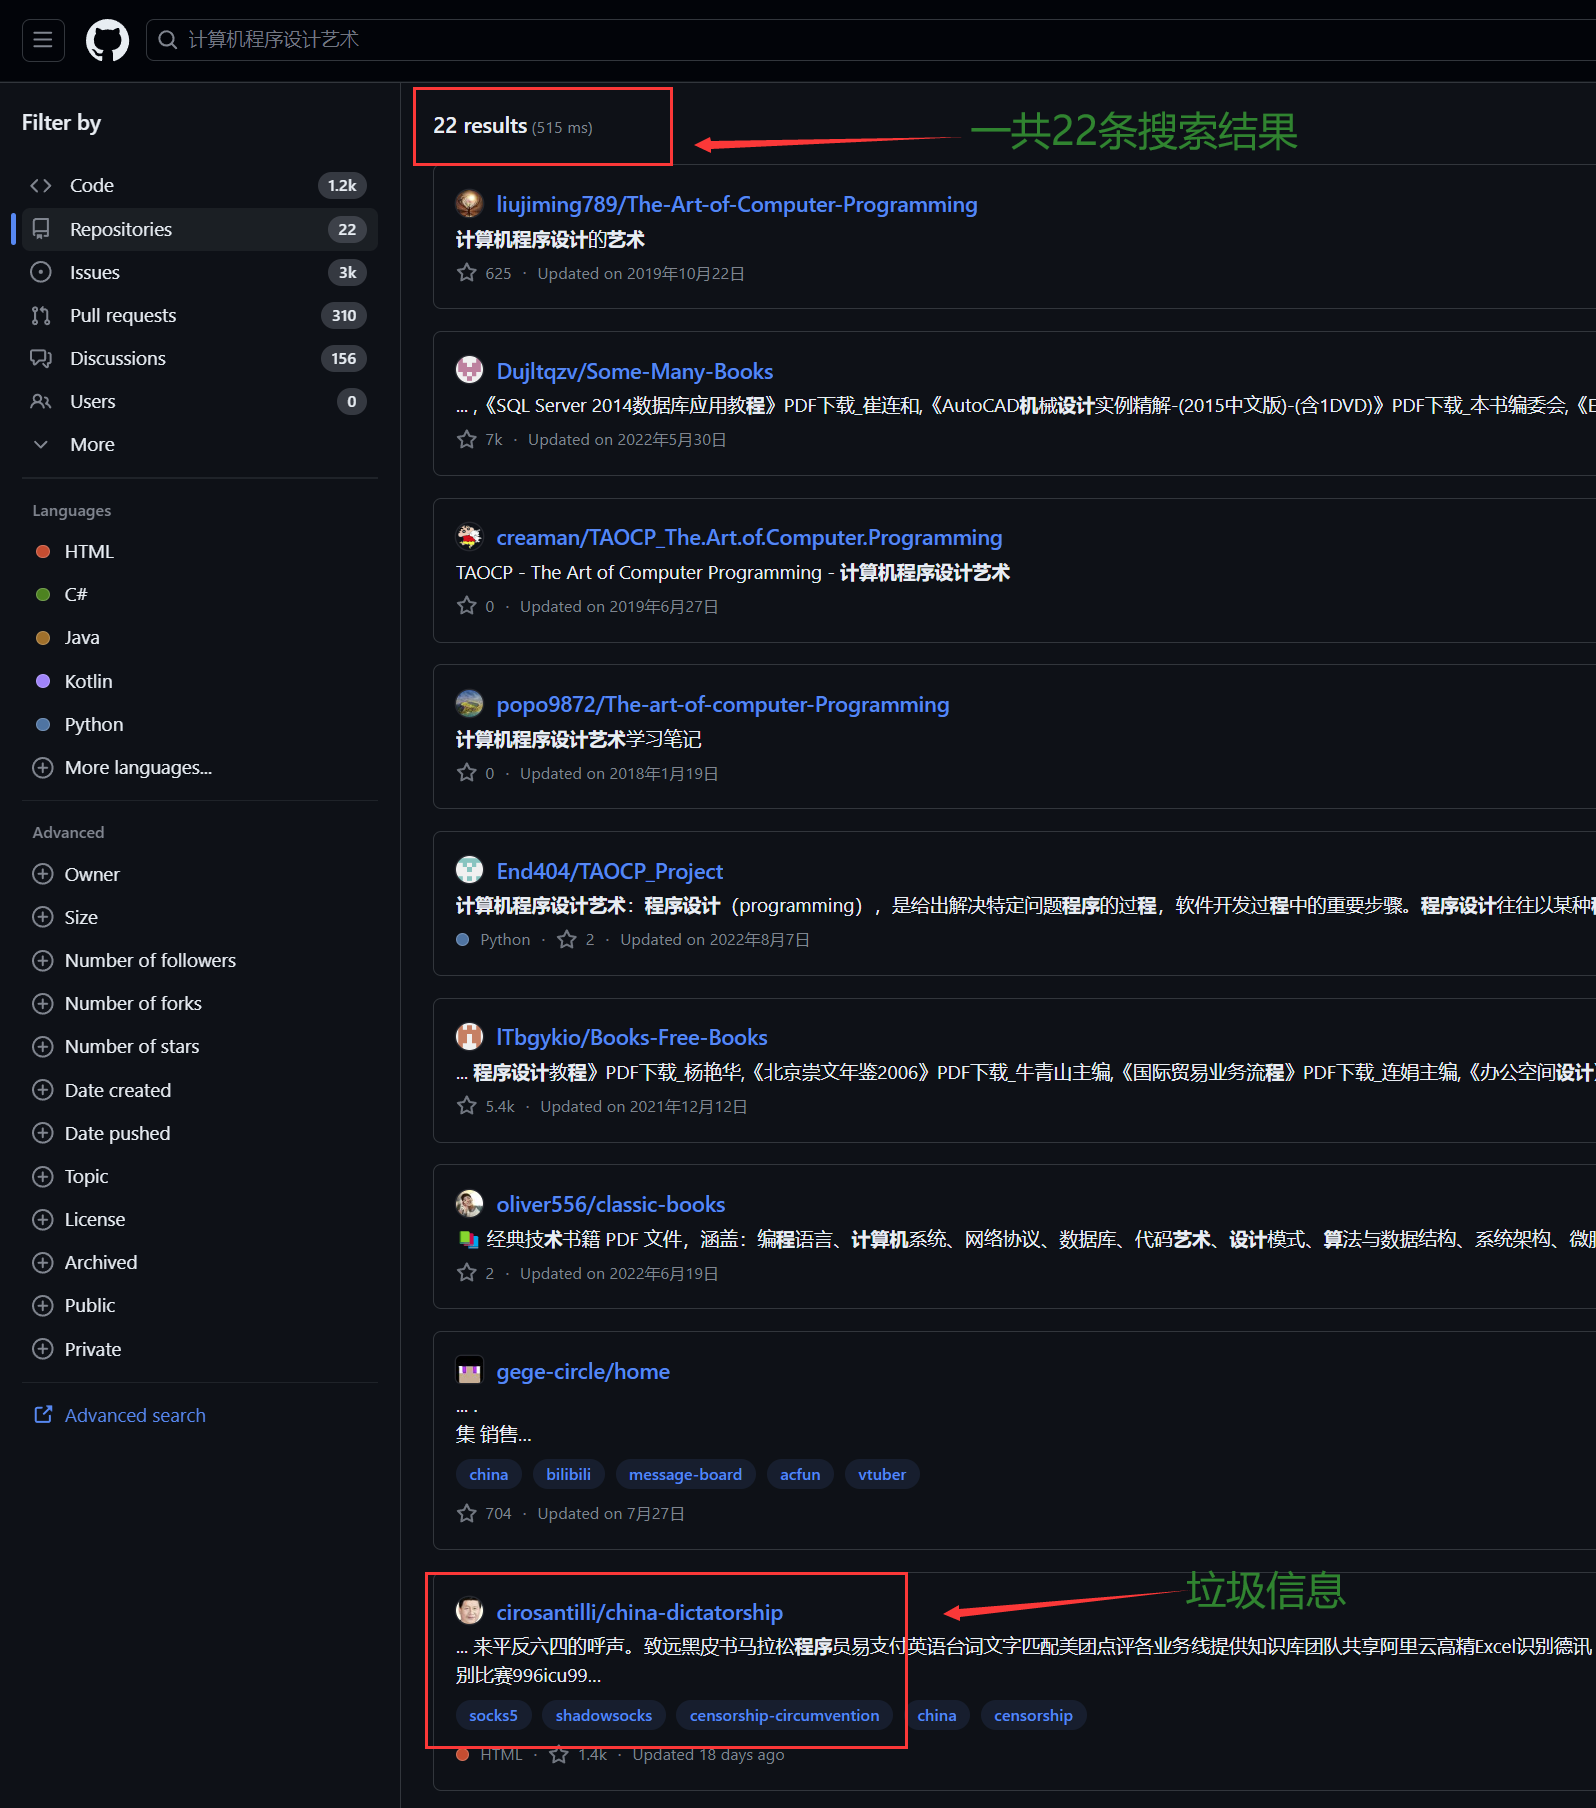 计算机程序设计艺术
Filter by
Code 1.2k
Repositories 22
Issues 3k
Pull requests 310
Discussions 156
Users 0
More
Languages
HTML
C#
Java
Kotlin
Python
More languages...
Advanced
Owner
Size
Number of followers
Number of forks
Number of stars
Date created
Date pushed
Topic
License
Archived
Public
Private
Advanced search
22 results (515 ms)
一共22条搜索结果
liujiming789/The-Art-of-Computer-Programming
计算机程序设计的艺术
625 · Updated on 2019年10月22日
Dujltqzv/Some-Many-Books
... ,《SQL Server 2014数据库应用教程》PDF下载_崔连和,《AutoCAD机械设计实例精解-(2015中文版)-(含1DVD)》PDF下载_本书编委会,《E
7k · Updated on 2022年5月30日
creaman/TAOCP_The.Art.of.Computer.Programming
TAOCP - The Art of Computer Programming - 计算机程序设计艺术
0 · Updated on 2019年6月27日
popo9872/The-art-of-computer-Programming
计算机程序设计艺术学习笔记
0 · Updated on 2018年1月19日
End404/TAOCP_Project
计算机程序设计艺术：程序设计（programming），是给出解决特定问题程序的过程，软件开发过程中的重要步骤。程序设计往往以某种
Python · 2 · Updated on 2022年8月7日
lTbgykio/Books-Free-Books
... 程序设计教程》PDF下载_杨艳华,《北京崇文年鉴2006》PDF下载_牛青山主编,《国际贸易业务流程》PDF下载_连娟主编,《办公空间设计
5.4k · Updated on 2021年12月12日
oliver556/classic-books
经典技术书籍 PDF 文件，涵盖：编程语言、计算机系统、网络协议、数据库、代码艺术、设计模式、算法与数据结构、系统架构、微服
2 · Updated on 2022年6月19日
gege-circle/home
... .
集 销售...
china bilibili message-board acfun vtuber
704 · Updated on 7月27日
垃圾信息
cirosantilli/china-dictatorship
... 来平反六四的呼声。致远黑皮书马拉松程序员易支付英语台词文字匹配美团点评各业务线提供知识库团队共享阿里云高精Excel识别德讯
别比赛996icu99...
socks5 shadowsocks censorship-circumvention china censorship
HTML · 1.4k · Updated 18 days ago